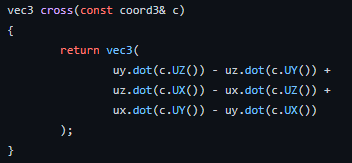 vec3 cross(const coord3& c)
{
return vec3(
uy.dot(c.UZ()) - uz.dot(c.UY()) +
uz.dot(c.UX()) - ux.dot(c.UZ()) +
ux.dot(c.UY()) - uy.dot(c.UX())
);
}